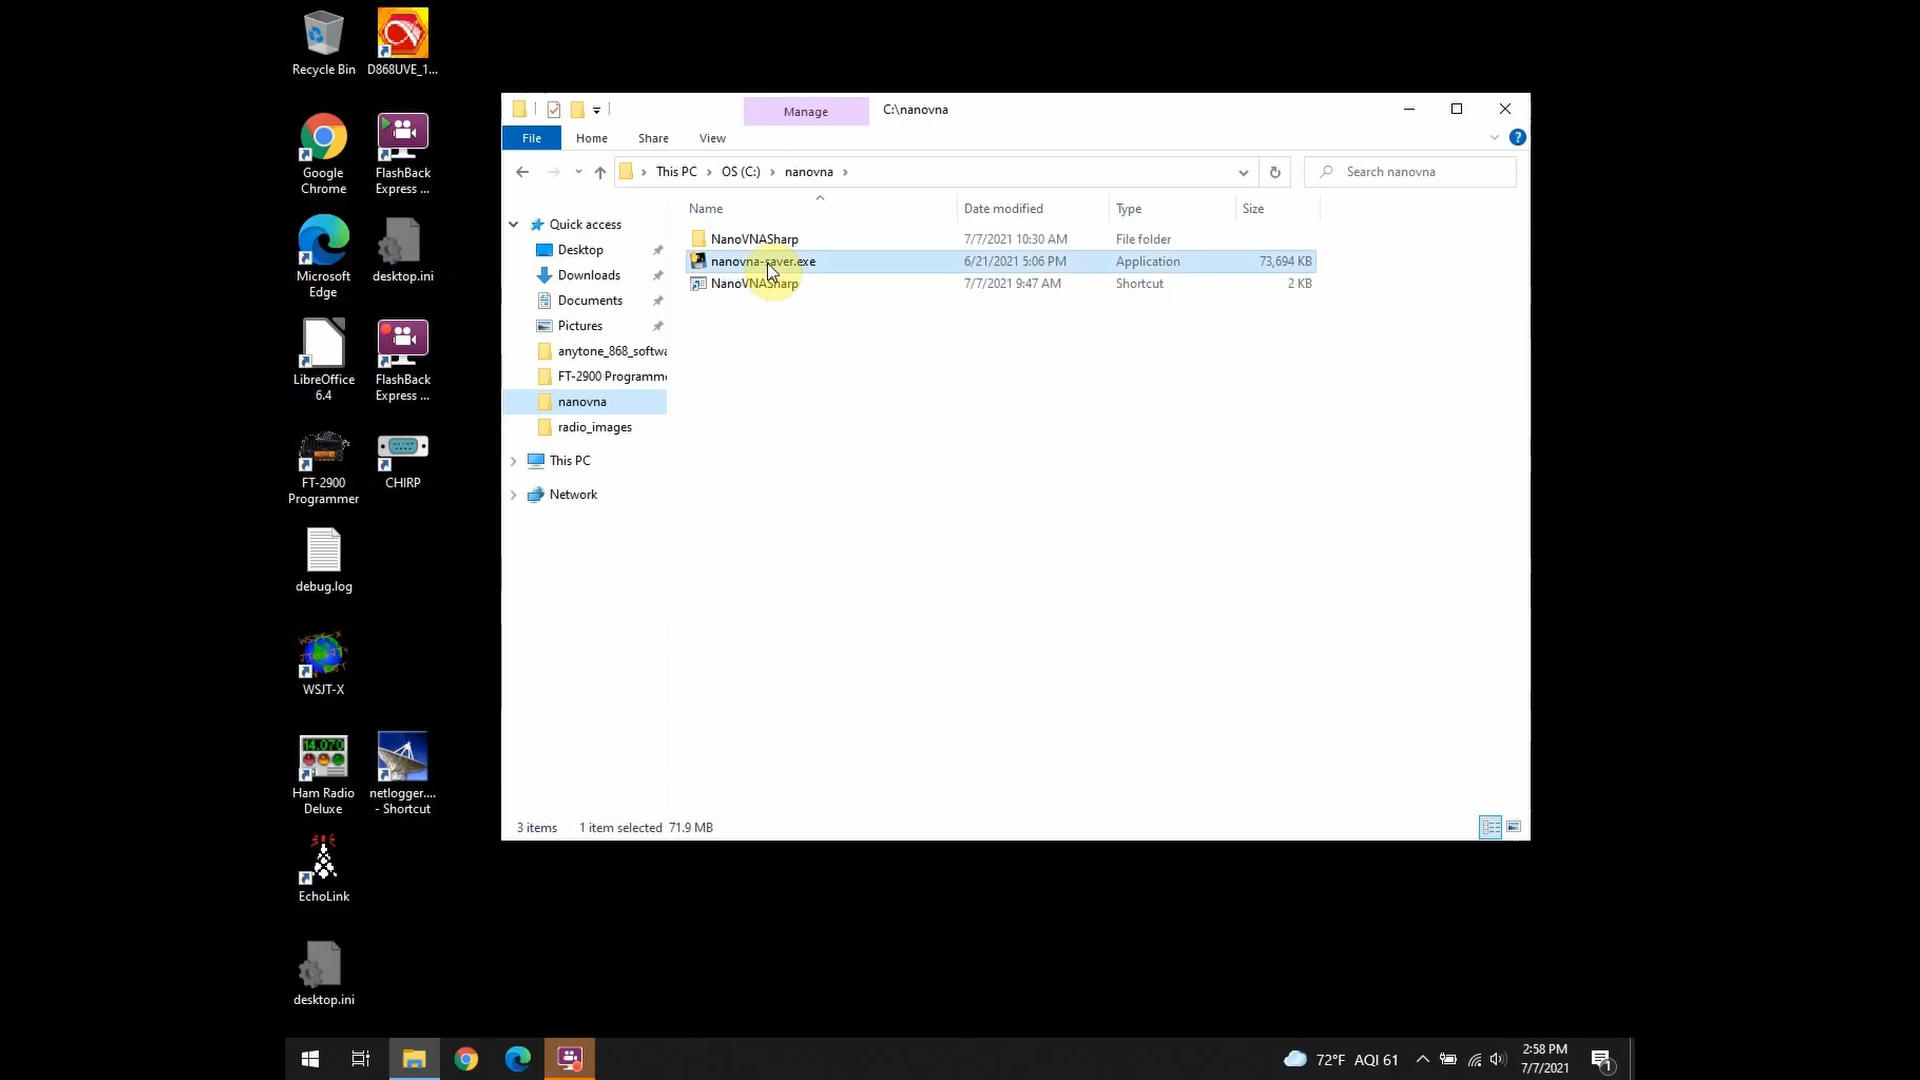 Recycle Bin
D868UVE_1...
Google
Chrome
FlashBack
Express ...
Microsoft
Edge
desktop.ini
LibreOffice
6.4
FlashBack
Express ...
FT-2900
Programmer
CHIRP
debug.log
WSJT-X
WSJT-X
14.070
Ham Radio
Deluxe
netlogger....
- Shortcut
EchoLink
desktop.ini
Manage
C:\nanovna
File
Home
Share
View
?
This PC
OS (C:)
nanovna
Search nanovna
Name
Date modified
Type
Size
NanoVNASharp
7/7/2021 10:30 AM
File folder
nanovna-saver.exe
6/21/2021 5:06 PM
Application
73,694 KB
NanoVNASharp
7/7/2021 9:47 AM
Shortcut
2 KB
Quick access
Desktop
Downloads
Documents
Pictures
anytone_868_softwa
FT-2900 Programme
nanovna
radio_images
This PC
Network
3 items
1 item selected 71.9 MB
72°F AQI 61
2:58 PM
7/7/2021
1